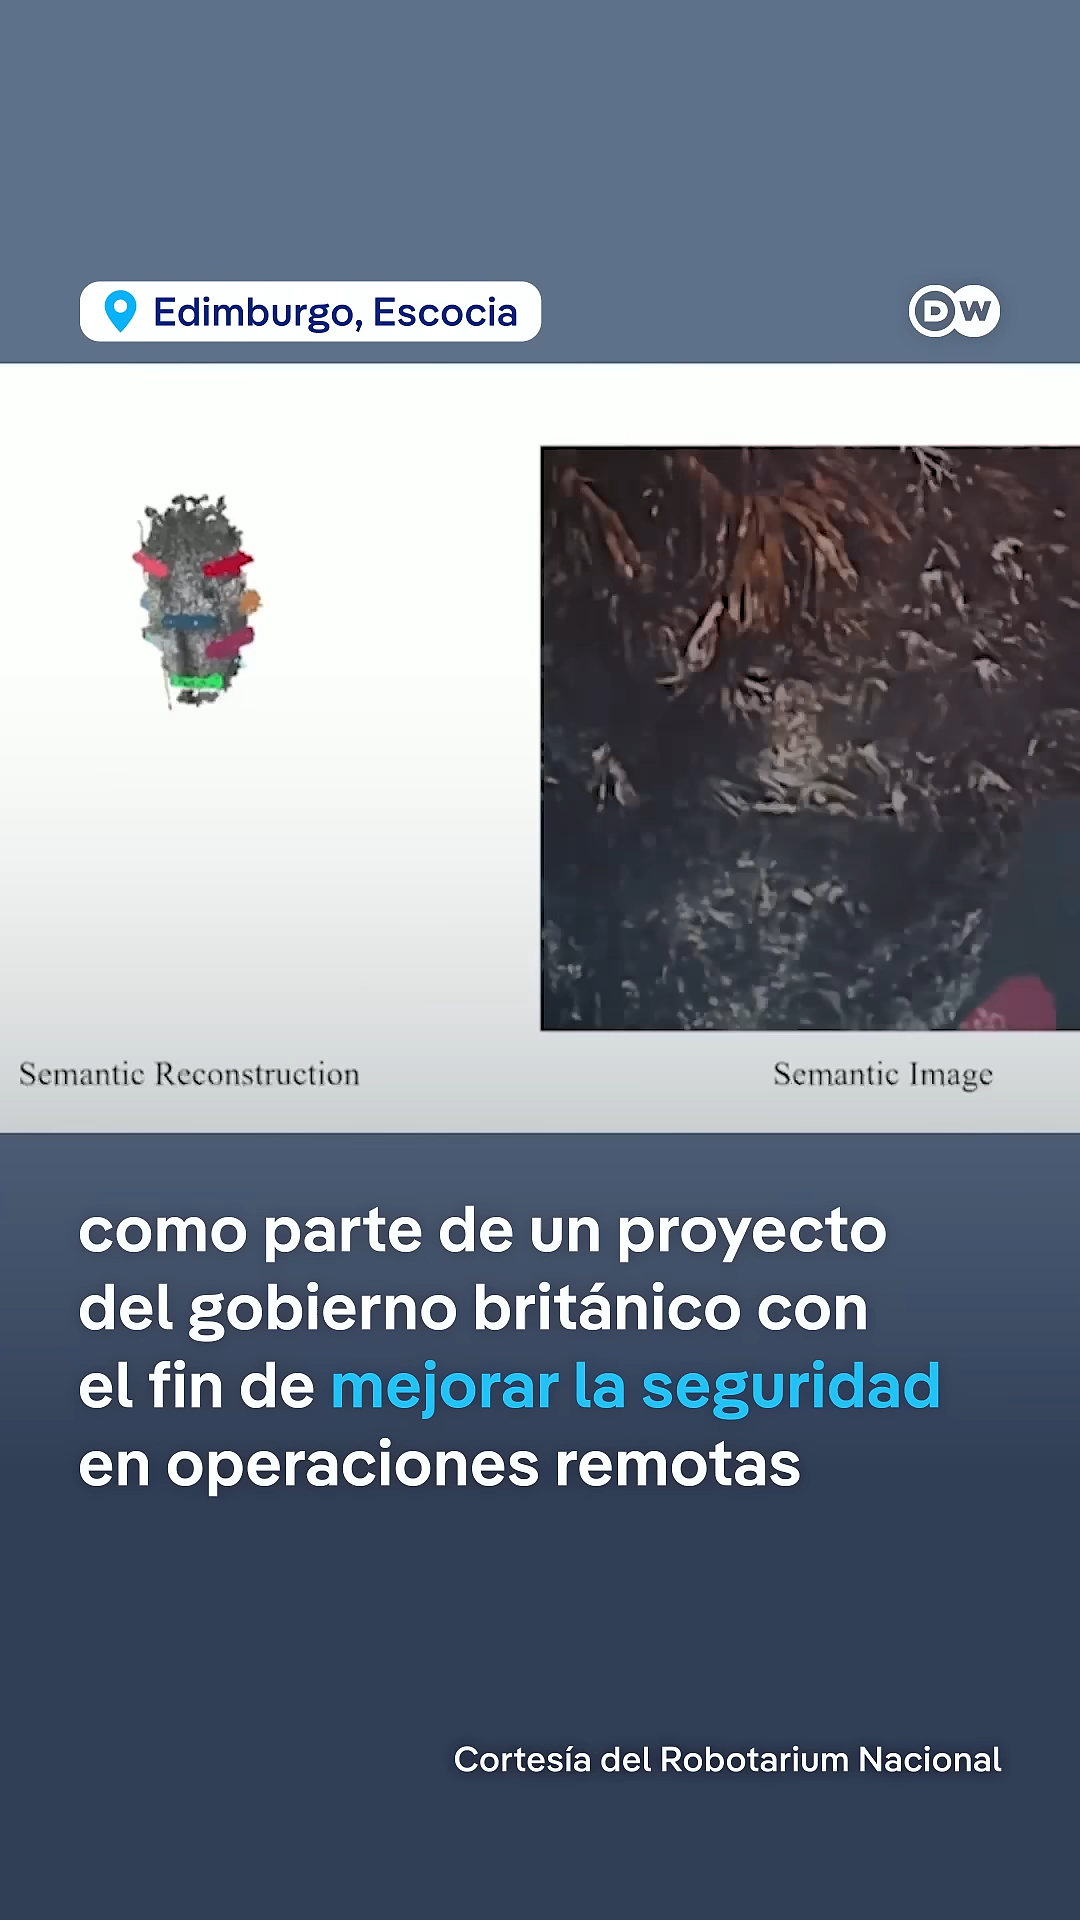 Edimburgo, Escocia
DW
Semantic Reconstruction
Semantic Image
como parte de un proyecto
del gobierno británico con
el fin de mejorar la seguridad
en operaciones remotas
Cortesía del Robotarium Nacional